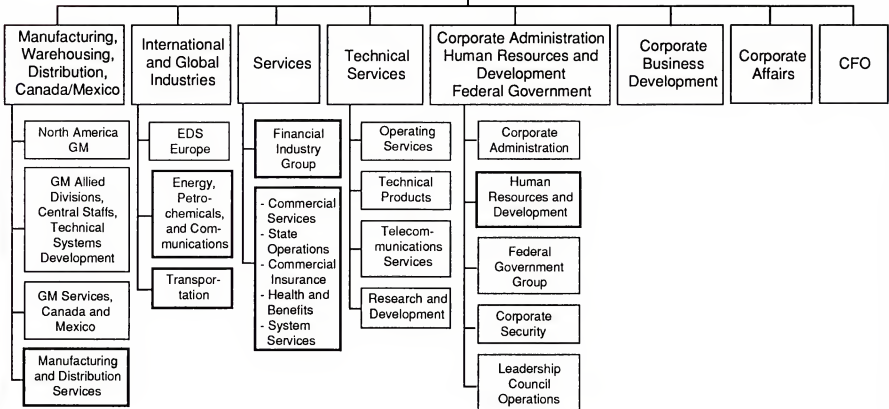 Manufacturing,
Warehousing,
Distribution,
Canada/Mexico
International
and Global
Industries
Services
Technical
Services
Corporate Administration
Human Resources and
Development
Federal Government
Corporate
Business
Development
Corporate
Affairs
CFO
North America
GM
GM Allied
Divisions,
Central Staffs,
Technical
Systems
Development
GM Services,
Canada and
Mexico
Manufacturing
and Distribution
Services
EDS
Europe
Energy,
Petro-
chemicals,
and Com-
munications
Transpor-
tation
Financial
Industry
Group
- Commercial
Services
- State
Operations
- Commercial
Insurance
- Health and
Benefits
- System
Services
Operating
Services
Technical
Products
Telecom-
munications
Services
Research and
Development
Corporate
Administration
Human
Resources and
Development
Federal
Government
Group
Corporate
Security
Leadership
Council
Operations